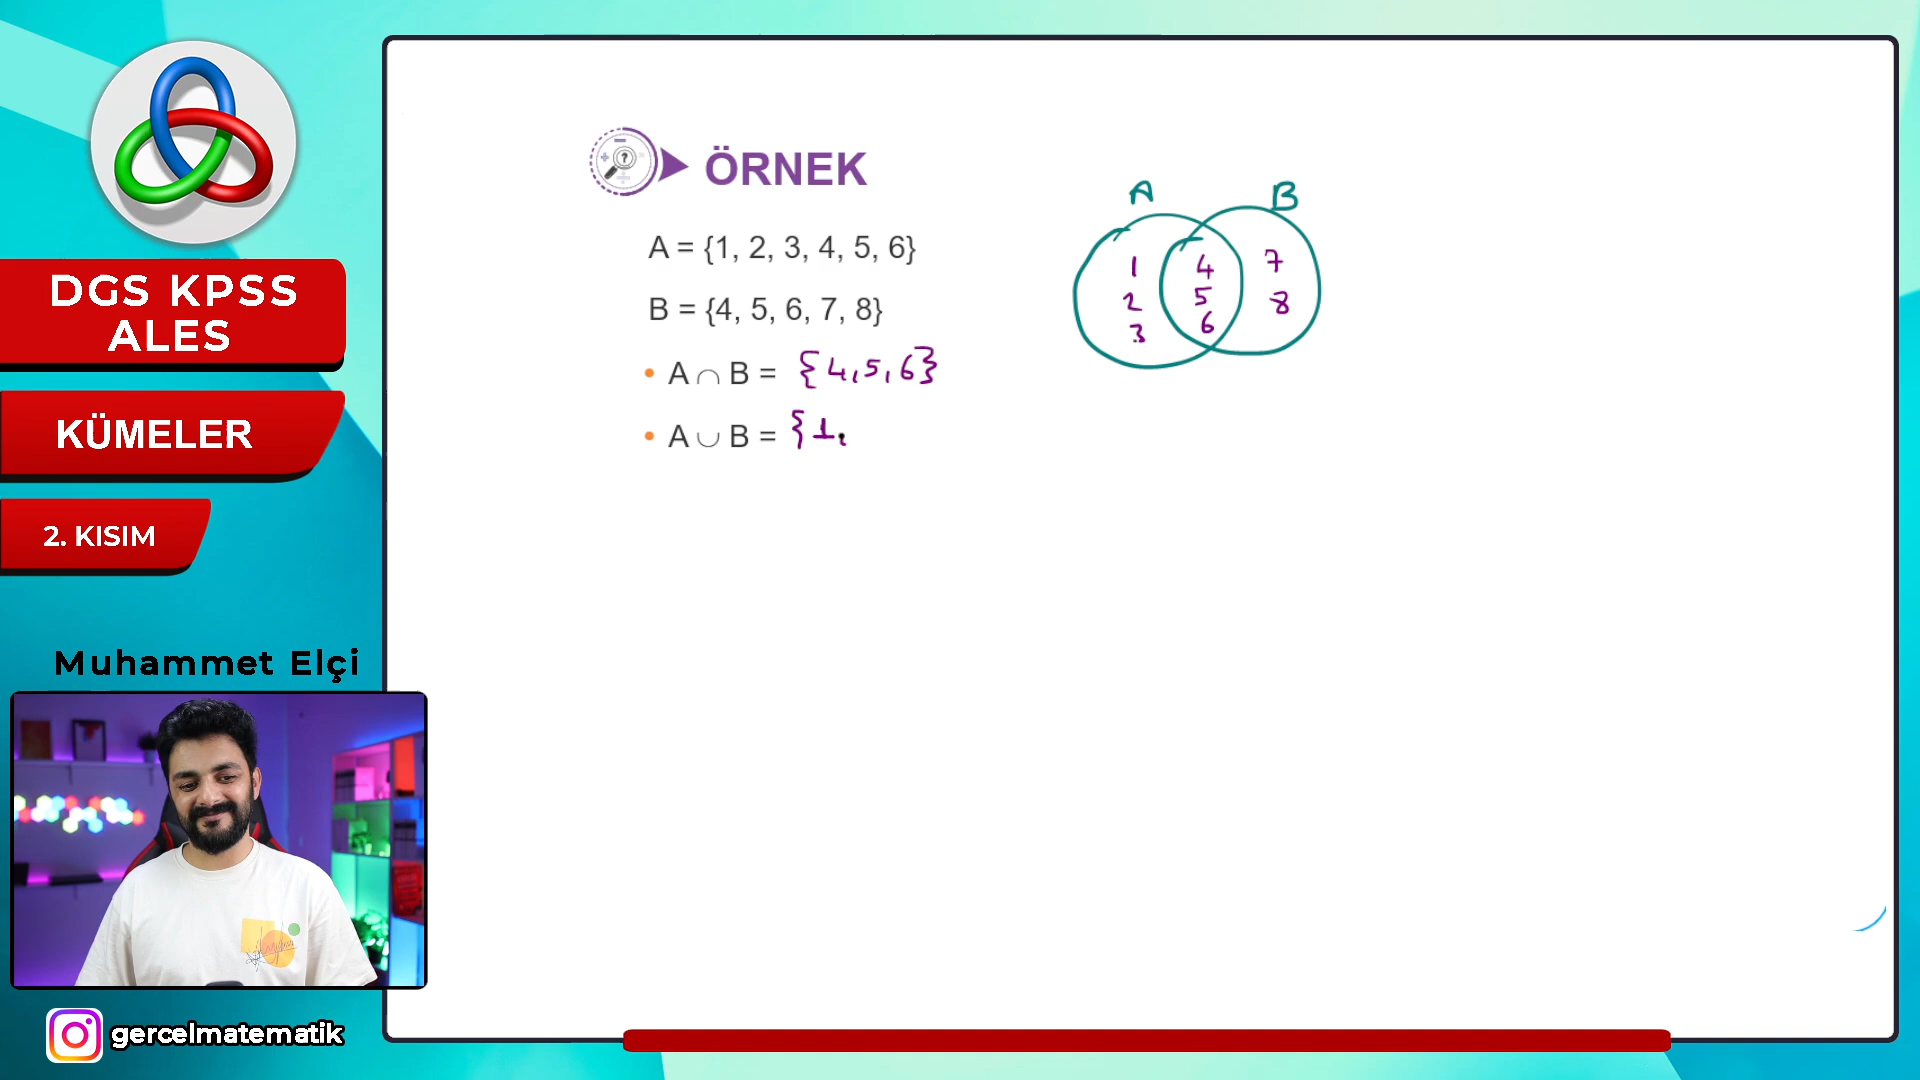 DGS KPSS
ALES
KÜMELER
2. KISIM
Muhammet Elçi
gercelmatematik
ÖRNEK
A = {1, 2, 3, 4, 5, 6}
B = {4, 5, 6, 7, 8}
• A ∩ B = {4,5,6}
• A ∪ B = {1,
A B
1 4 7
2 5 8
3 6